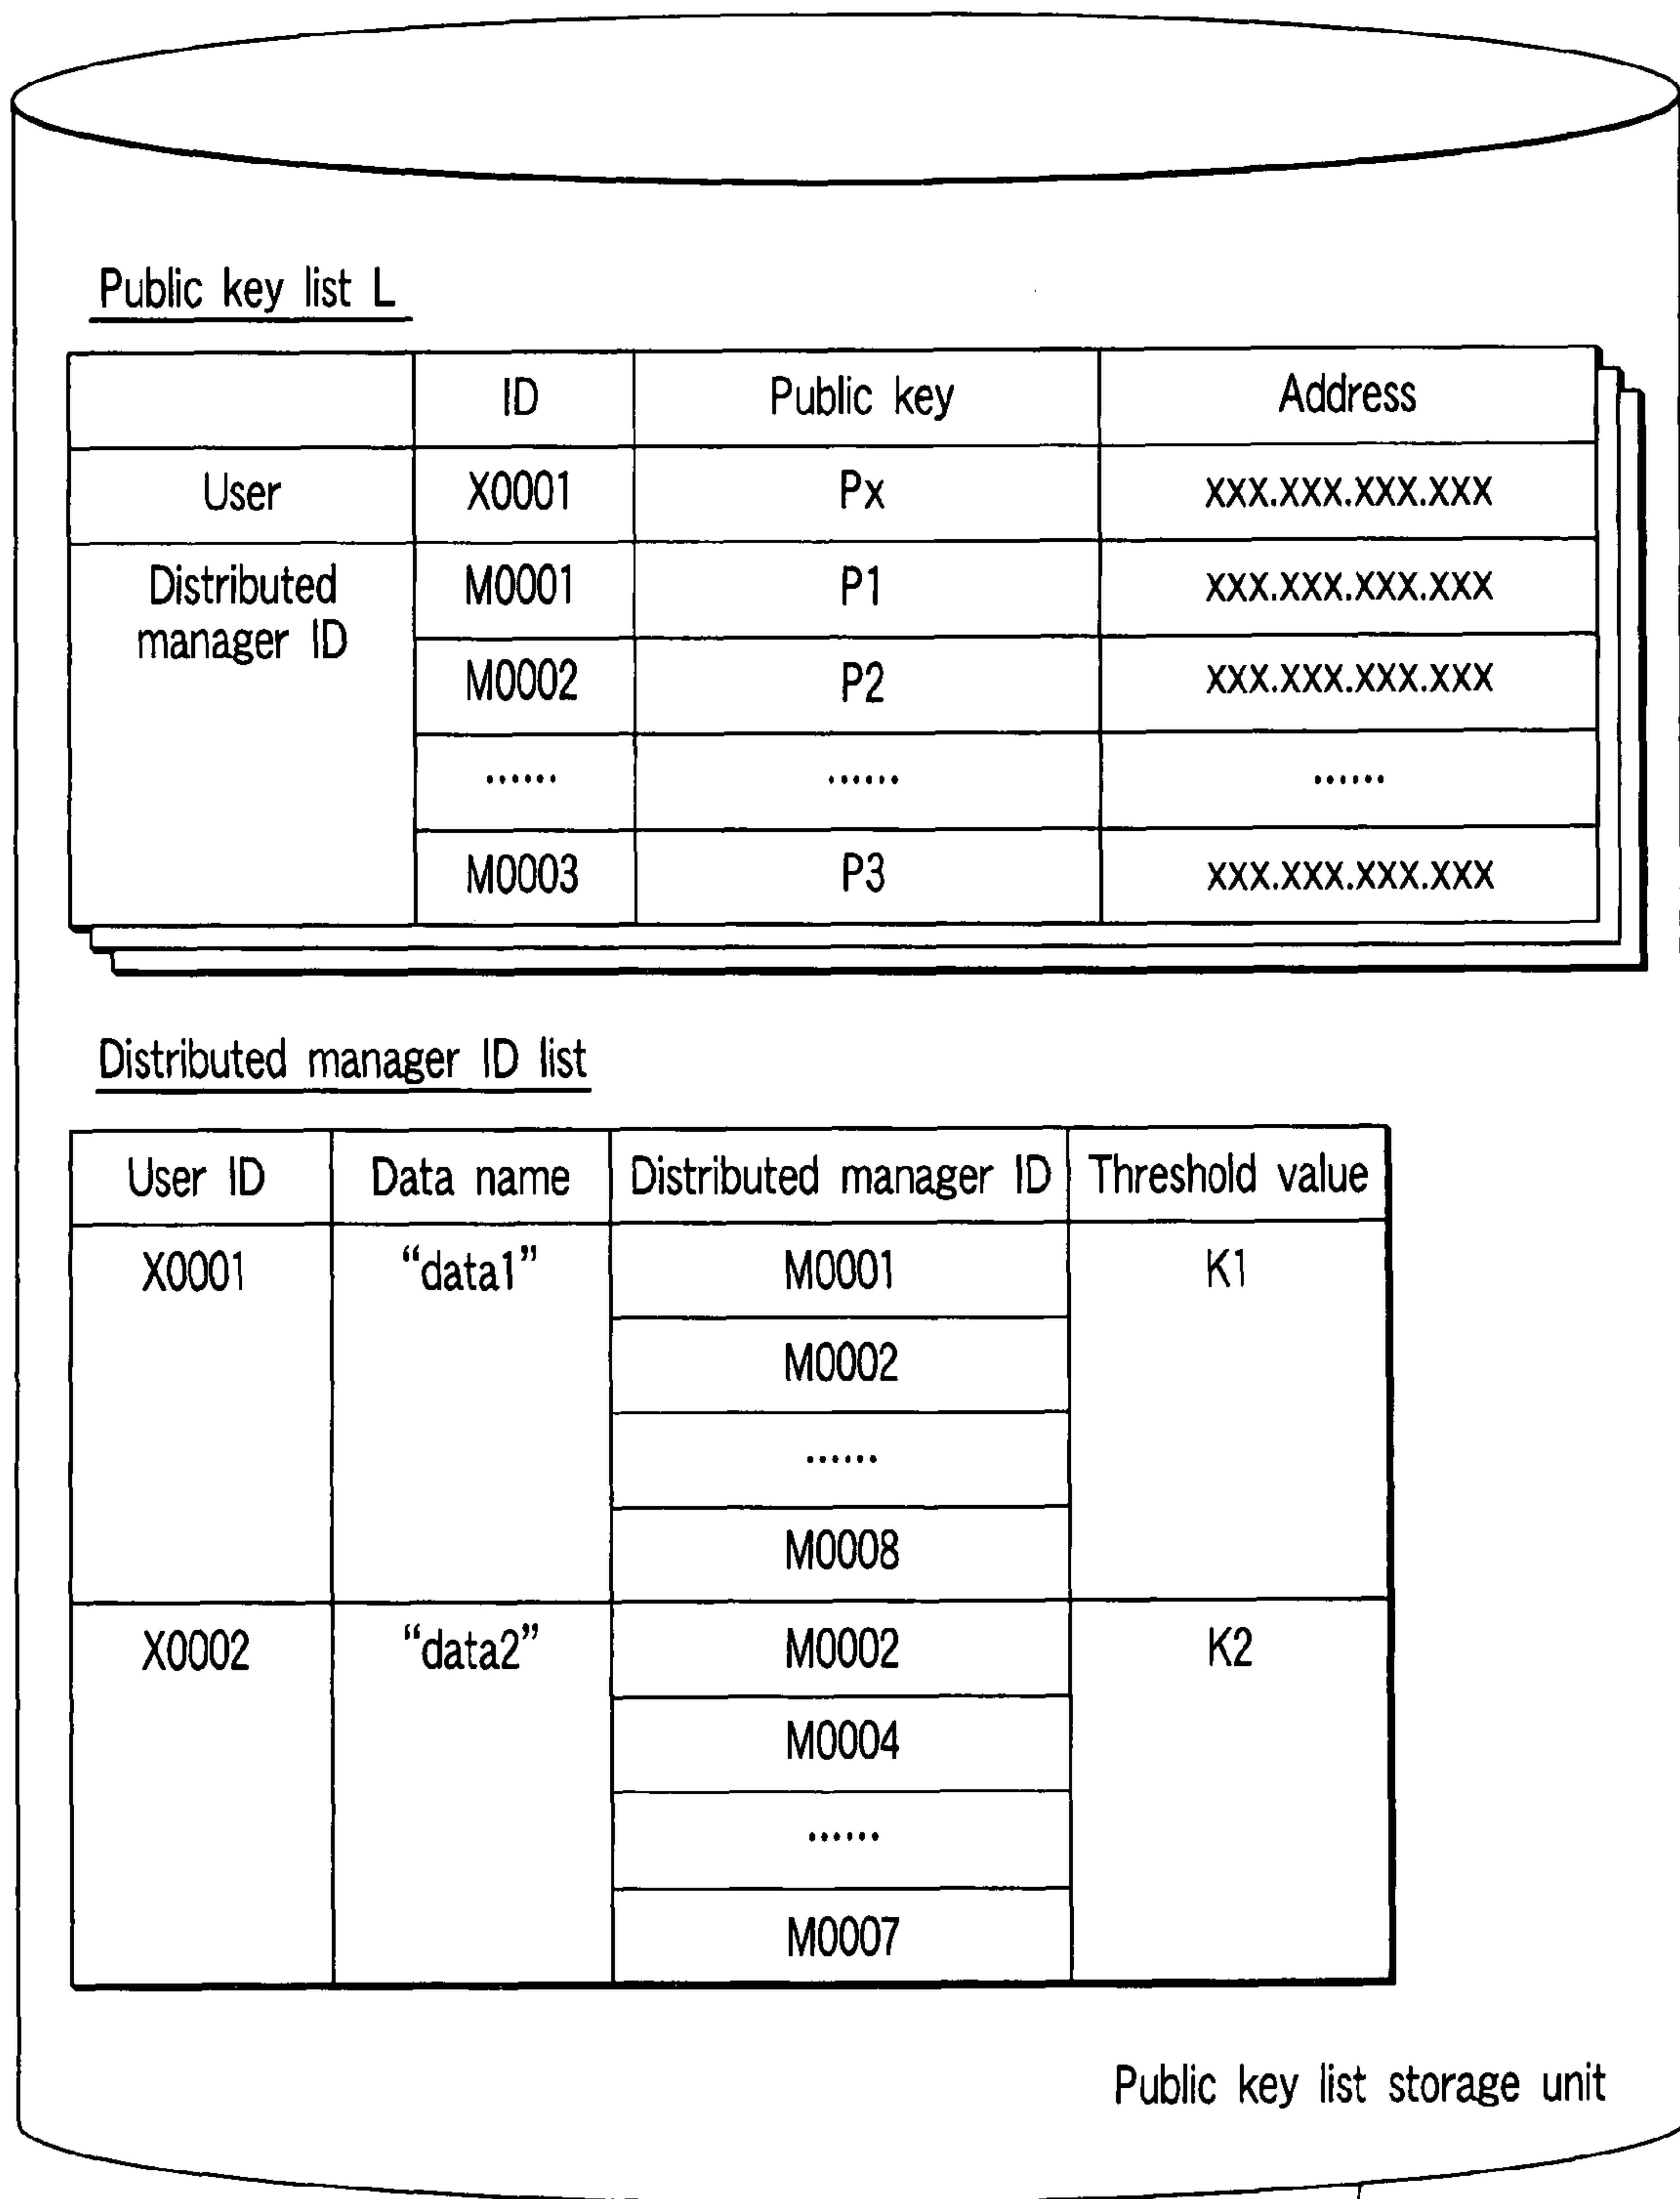 Public key list L
ID Public key Address
User X0001 Px XXX.XXX.XXX.XXX
Distributed manager ID M0001 P1 XXX.XXX.XXX.XXX
M0002 P2 XXX.XXX.XXX.XXX
...... ...... ......
M0003 P3 XXX.XXX.XXX.XXX
Distributed manager ID list
User ID Data name Distributed manager ID Threshold value
X0001 “data1” M0001 K1
M0002
......
M0008
X0002 “data2” M0002 K2
M0004
......
M0007
Public key list storage unit